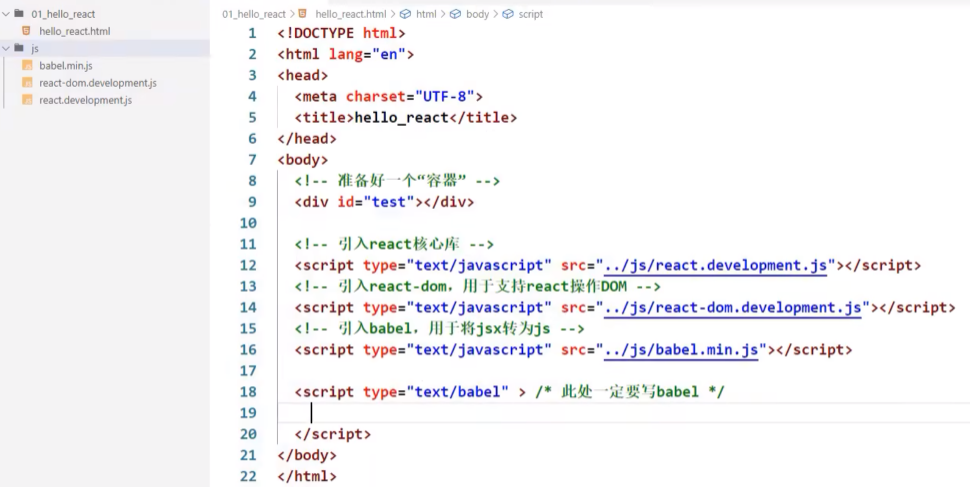 01_hello_react
hello_react.html
js
babel.min.js
react-dom.development.js
react.development.js
01_hello_react > hello_react.html > html > body > script
1 <!DOCTYPE html>
2 <html lang="en">
3 <head>
4 <meta charset="UTF-8">
5 <title>hello_react</title>
6 </head>
7 <body>
8 <!-- 准备好一个“容器” -->
9 <div id="test"></div>
10
11 <!-- 引入react核心库 -->
12 <script type="text/javascript" src="../js/react.development.js"></script>
13 <!-- 引入react-dom，用于支持react操作DOM -->
14 <script type="text/javascript" src="../js/react-dom.development.js"></script>
15 <!-- 引入babel，用于将jsx转为js -->
16 <script type="text/javascript" src="../js/babel.min.js"></script>
17
18 <script type="text/babel" > /* 此处一定要写babel */
19
20 </script>
21 </body>
22 </html>